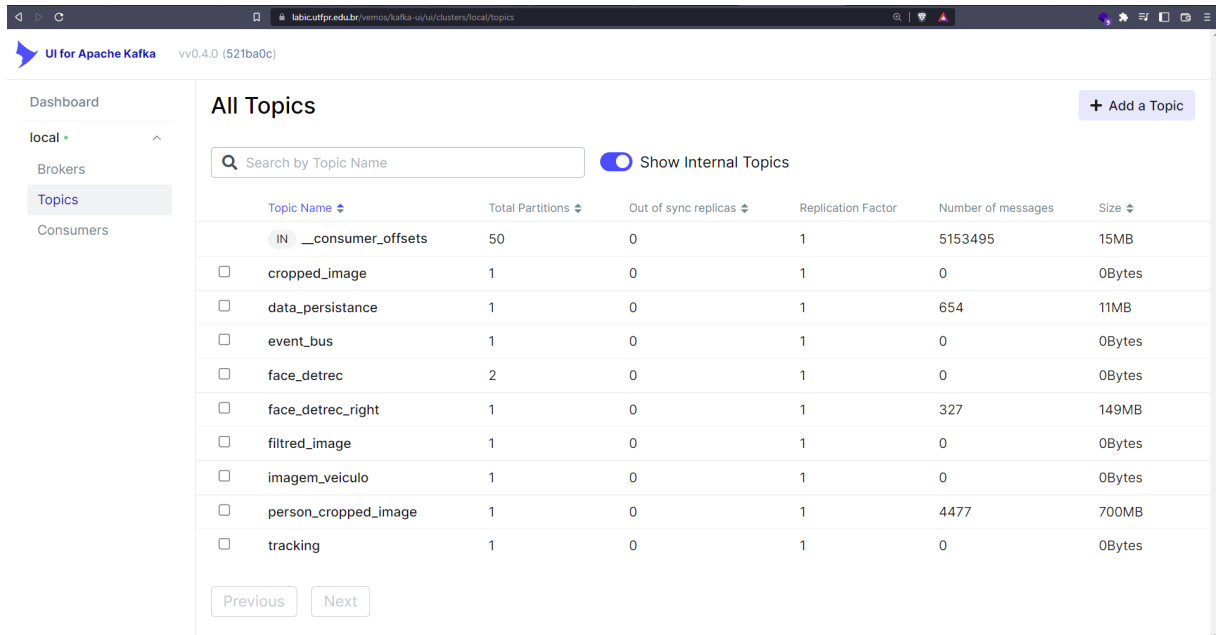 labic.utfpr.edu.br/vemos/kafka-ui/ui/clusters/local/topics
9
UI for Apache Kafka vv0.4.0 (521ba0c)
Dashboard
local
Brokers
Topics
Consumers
All Topics
+ Add a Topic
Search by Topic Name
Show Internal Topics
Topic Name Total Partitions Out of sync replicas Replication Factor Number of messages Size
IN __consumer_offsets 50 0 1 5153495 15MB
cropped_image 1 0 1 0 0Bytes
data_persistance 1 0 1 654 11MB
event_bus 1 0 1 0 0Bytes
face_detrec 2 0 1 0 0Bytes
face_detrec_right 1 0 1 327 149MB
filtred_image 1 0 1 0 0Bytes
imagem_veiculo 1 0 1 0 0Bytes
person_cropped_image 1 0 1 4477 700MB
tracking 1 0 1 0 0Bytes
Previous Next